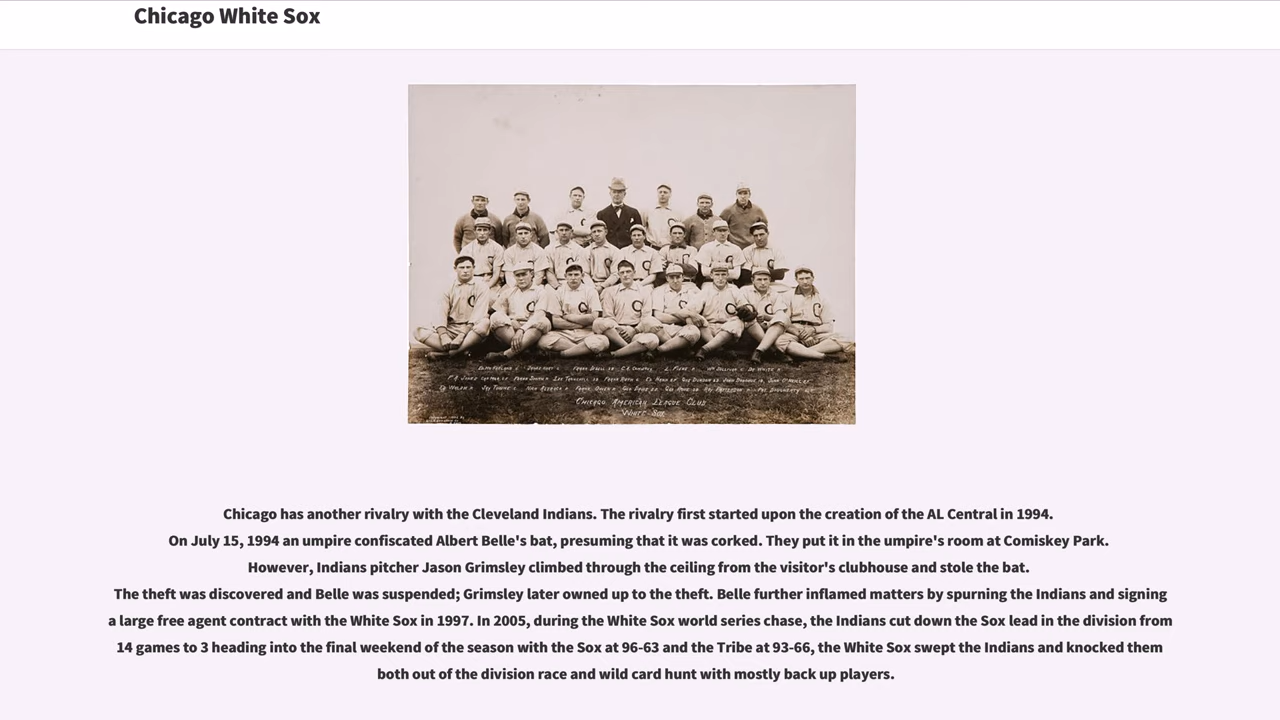 Chicago White Sox
CHICAGO AMERICAN LEAGUE CLUB
WHITE SOX
Chicago has another rivalry with the Cleveland Indians. The rivalry first started upon the creation of the AL Central in 1994.
On July 15, 1994 an umpire confiscated Albert Belle's bat, presuming that it was corked. They put it in the umpire's room at Comiskey Park.
However, Indians pitcher Jason Grimsley climbed through the ceiling from the visitor's clubhouse and stole the bat.
The theft was discovered and Belle was suspended; Grimsley later owned up to the theft. Belle further inflamed matters by spurning the Indians and signing
a large free agent contract with the White Sox in 1997. In 2005, during the White Sox world series chase, the Indians cut down the Sox lead in the division from
14 games to 3 heading into the final weekend of the season with the Sox at 96-63 and the Tribe at 93-66, the White Sox swept the Indians and knocked them
both out of the division race and wild card hunt with mostly back up players.